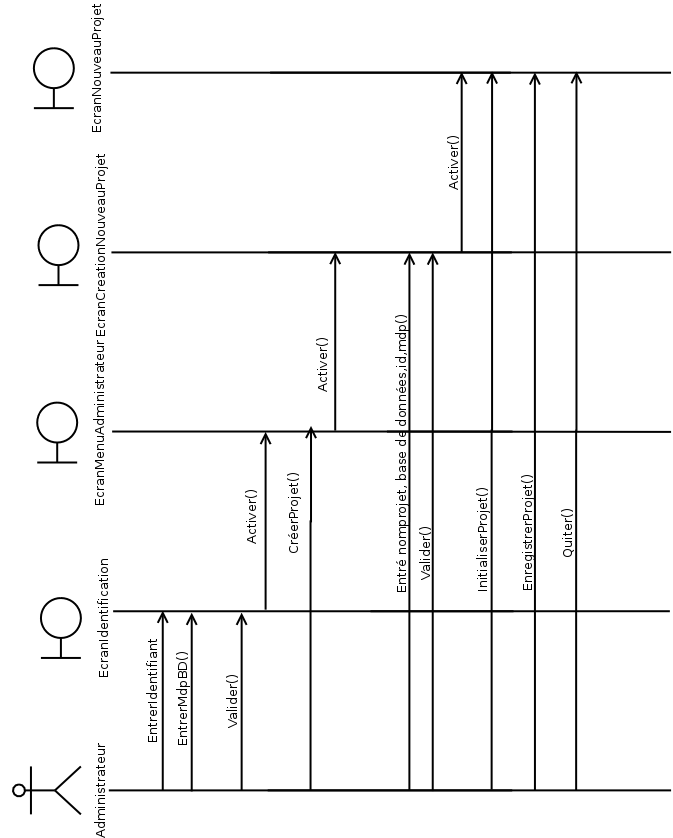 Administrateur
EcranIdentification
EcranMenuAdministrateur
EcranCreationNouveauProjet
EcranNouveauProjet
EntrerIdentifiant
EntrerMdpBD()
Valider()
Activer()
CréerProjet()
Activer()
Entré nomprojet, base de données,id,mdp()
Valider()
Activer()
InitialiserProjet()
EnregistrerProjet()
Quiter()